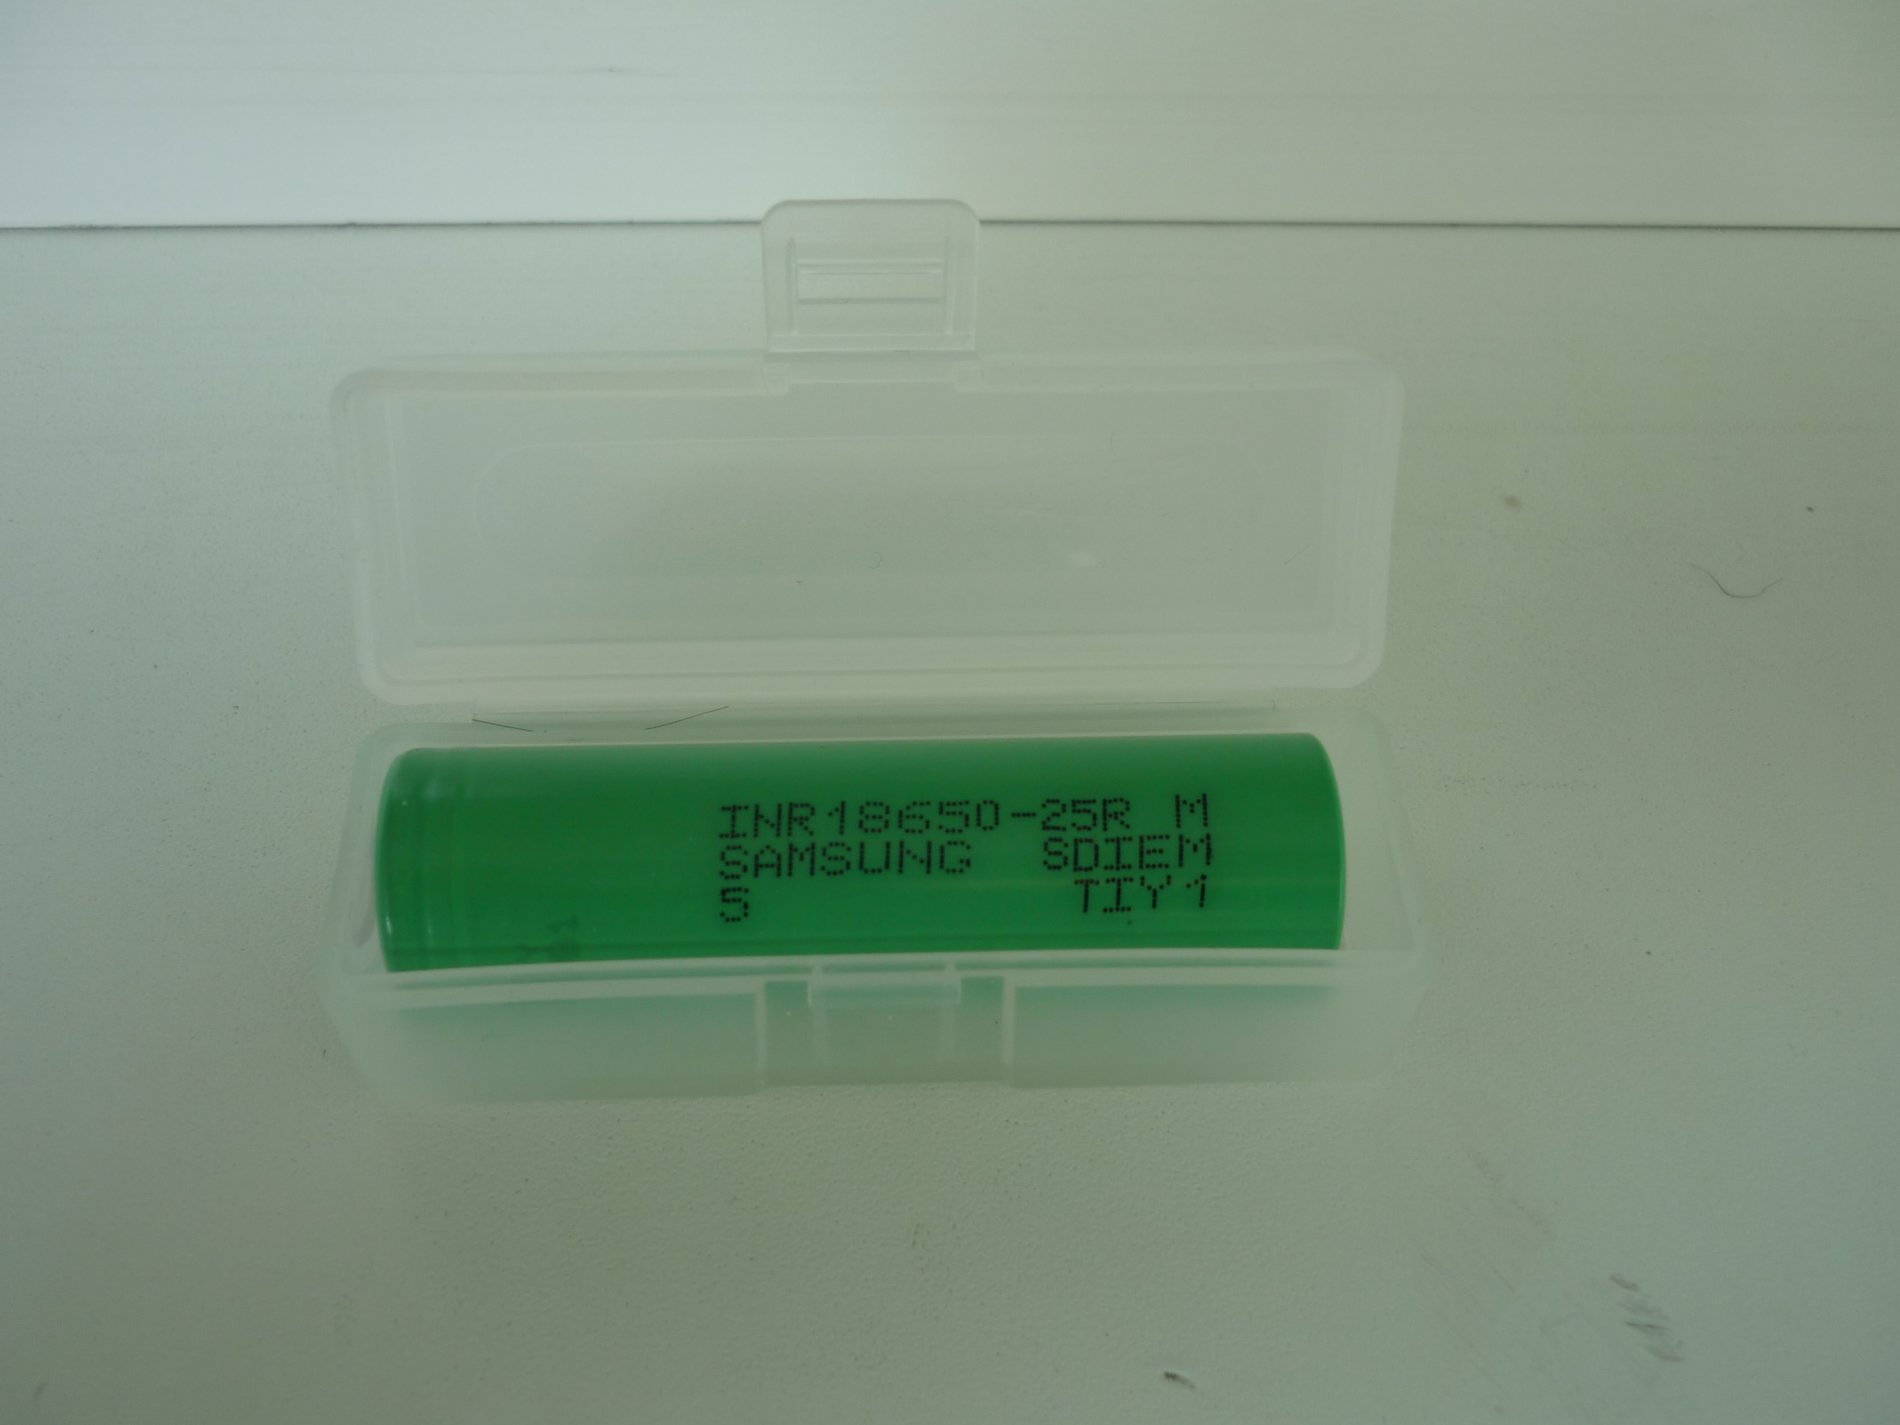 INR18650-25R M
SAMSUNG SDIEM
5 TIY1